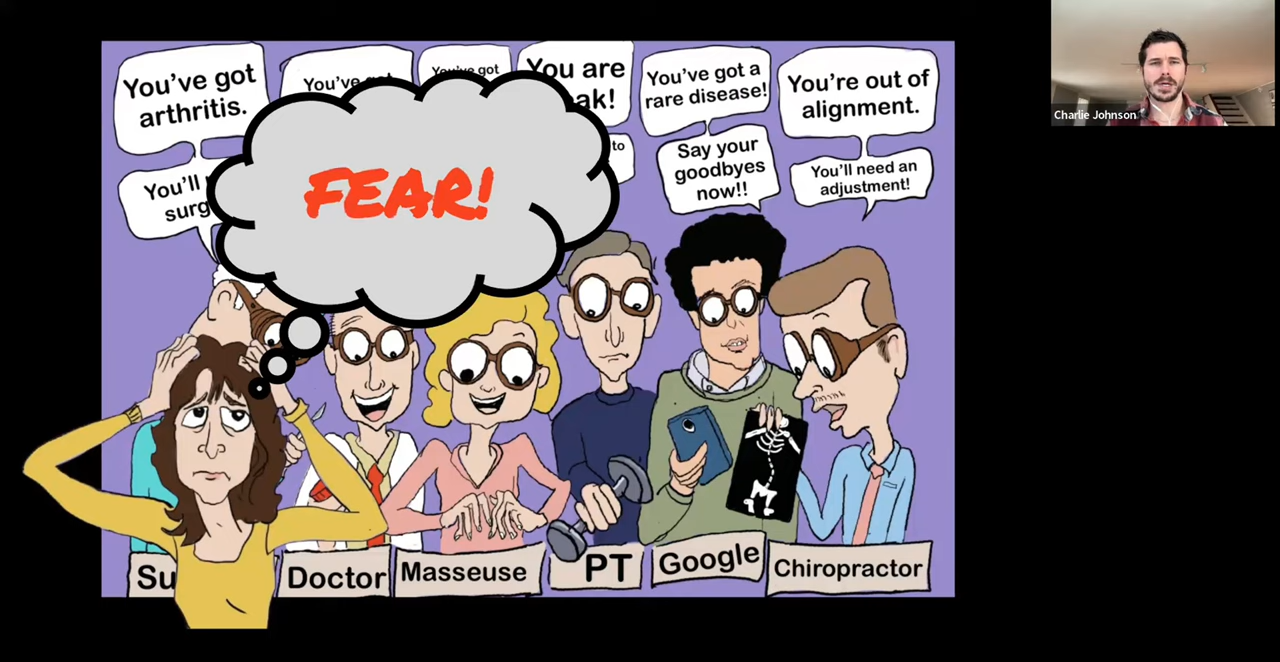 You've got
arthritis.
You'll
surg
You've got
You've got
You are
ak!
to
You've got a
rare disease!
Say your
goodbyes
now!!
You're out of
alignment.
You'll need an
adjustment!
FEAR!
Su
Doctor
Masseuse
PT
Google
Chiropractor
Charlie Johnson